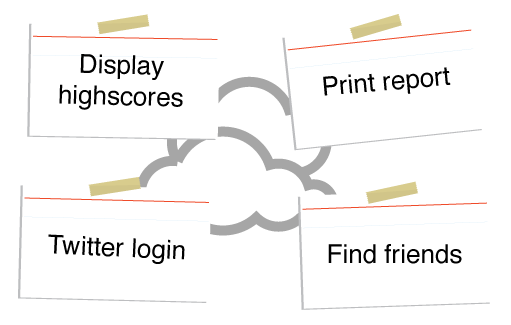 Display
highscores
Print report
Twitter login
Find friends